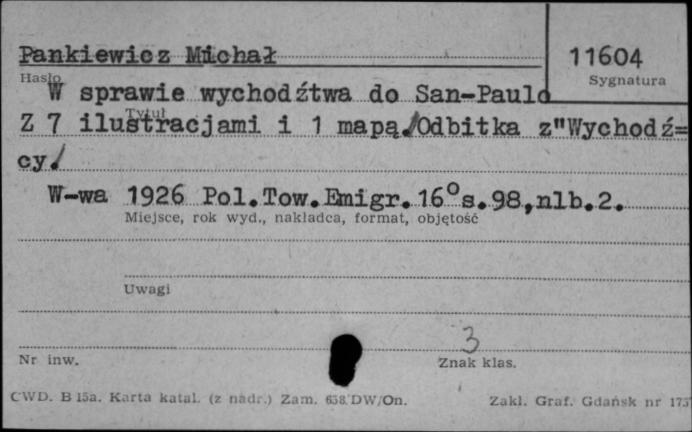 Pankiewicz Michał 11604
Hasło Sygnatura
W sprawie wychodźtwa do San-Paulo
Tytuł
Z 7 ilustracjami i 1 mapą/Odbitka z"Wychodź=
cy/
W-wa 1926 Pol.Tow.Emigr.16°s.98,nlb.2.
Miejsce, rok wyd., nakładca, format, objętość
Uwagi
3
Nr inw. Znak klas.
CWD. B 15a. Karta katal. (z nadr.) Zam. 658/DW/On. Zakł. Graf. Gdańsk nr